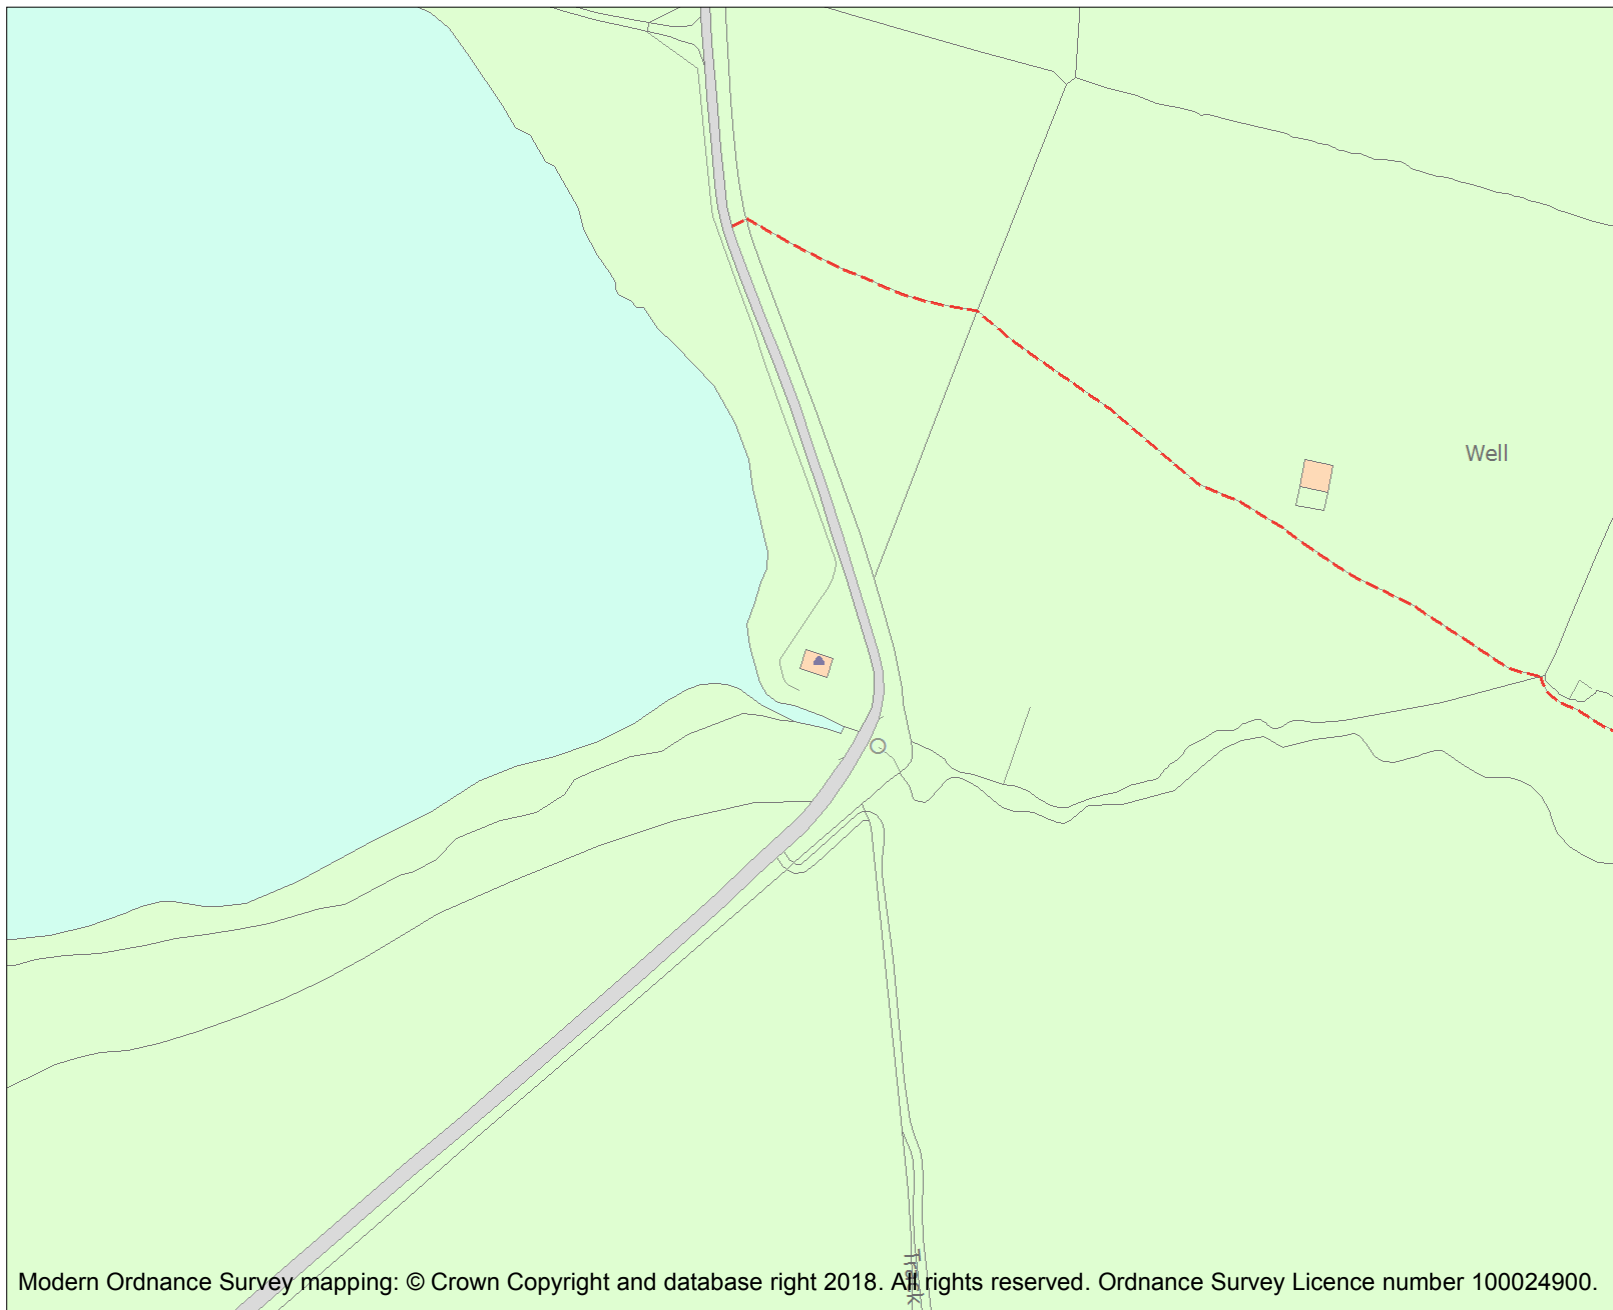 Well
Track
Modern Ordnance Survey mapping: © Crown Copyright and database right 2018. All rights reserved. Ordnance Survey Licence number 100024900.